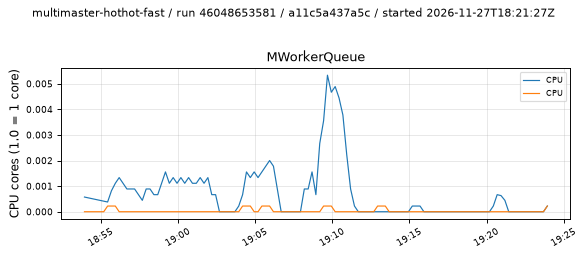 multimaster-hothot-fast / run 46048653581 / a11c5a437a5c / started 2026-11-27T18:21:27Z
MWorkerQueue
CPU cores (1.0 = 1 core)
0.005
0.004
0.003
0.002
0.001
0.000
CPU
CPU
18:55
19:00
19:05
19:10
19:15
19:20
19:25